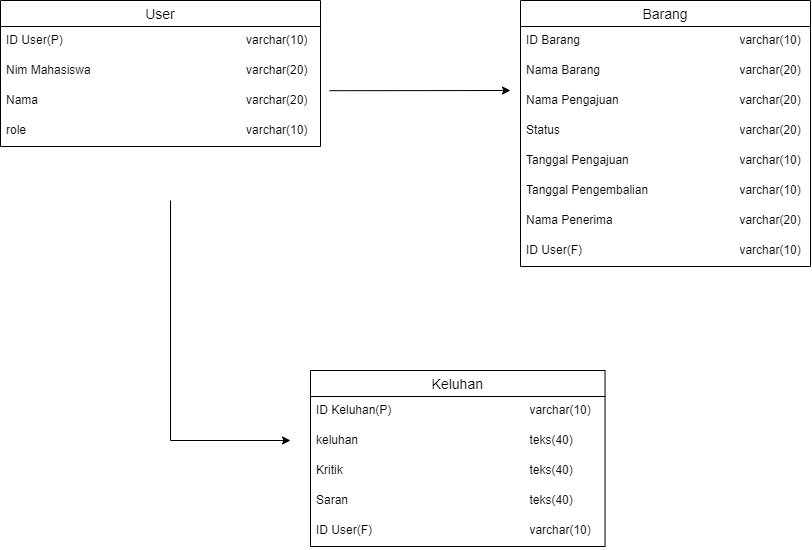 User
ID User(P) varchar(10)
Nim Mahasiswa varchar(20)
Nama varchar(20)
role varchar(10)
Barang
ID Barang varchar(10)
Nama Barang varchar(20)
Nama Pengajuan varchar(20)
Status varchar(20)
Tanggal Pengajuan varchar(10)
Tanggal Pengembalian varchar(10)
Nama Penerima varchar(20)
ID User(F) varchar(10)
Keluhan
ID Keluhan(P) varchar(10)
keluhan teks(40)
Kritik teks(40)
Saran teks(40)
ID User(F) varchar(10)